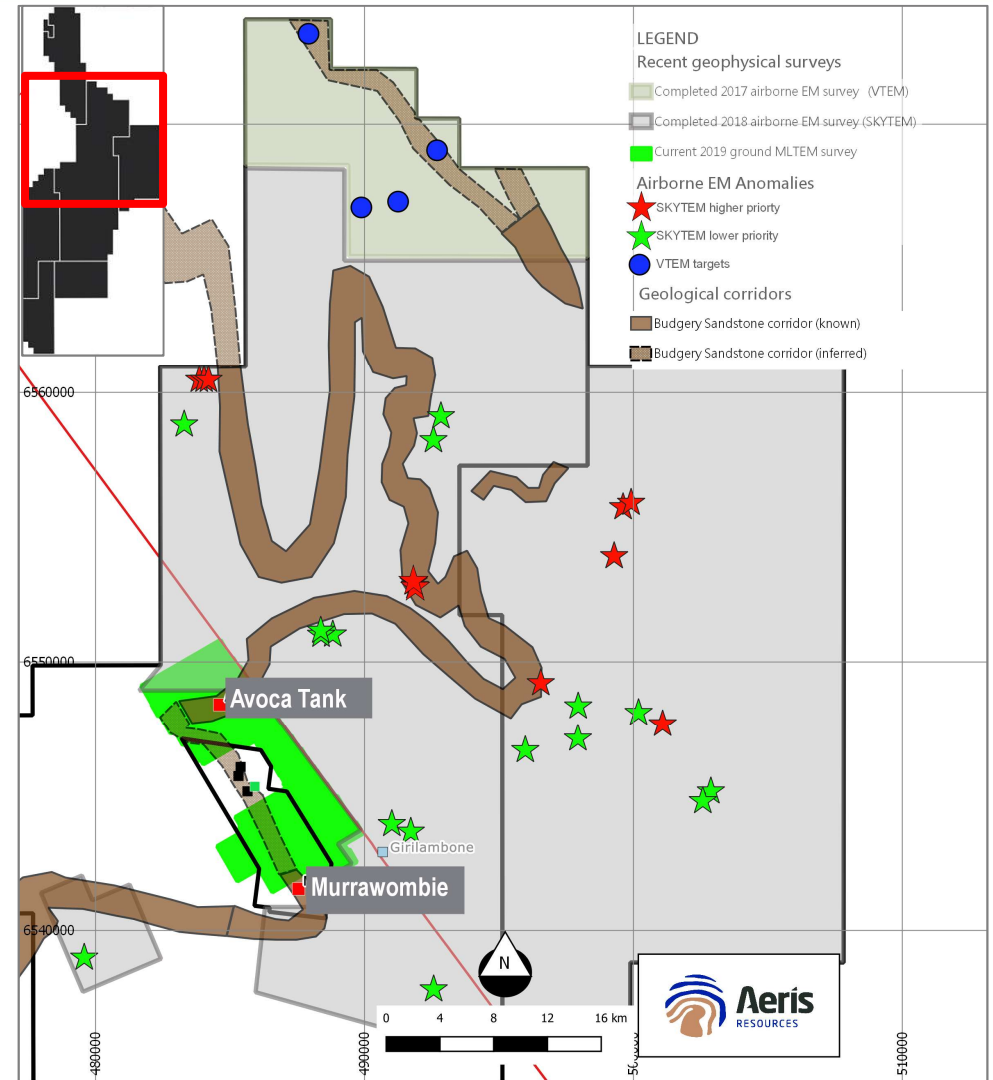 LEGEND
Recent geophysical surveys
Completed 2017 airborne EM survey (VTEM)
Completed 2018 airborne EM survey (SKYTEM)
Current 2019 ground MLTEM survey
Airborne EM Anomalies
SKYTEM higher priorty
SKYTEM lower priority
VTEM targets
Geological corridors
Budgery Sandstone corridor (known)
Budgery Sandstone corridor (inferred)
6560000
6550000
Avoca Tank
Girilambone
Murrawombie
6540000
N
0 4 8 12 16 km
Aeris
RESOURCES
480000
490000
510000